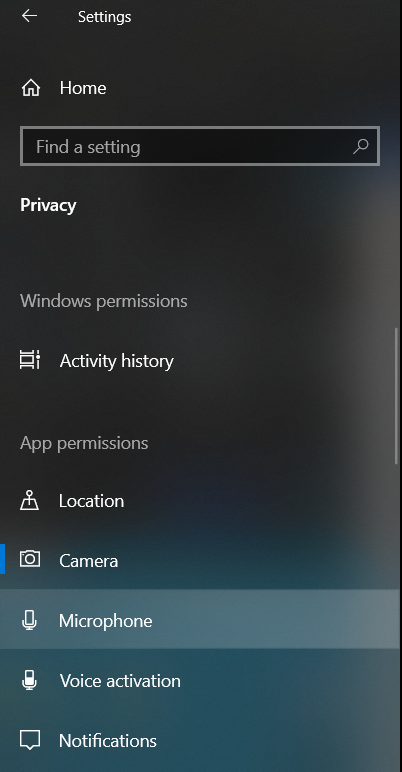 Settings
Home
Find a setting
Privacy
Windows permissions
Activity history
App permissions
Location
Camera
Microphone
Voice activation
Notifications